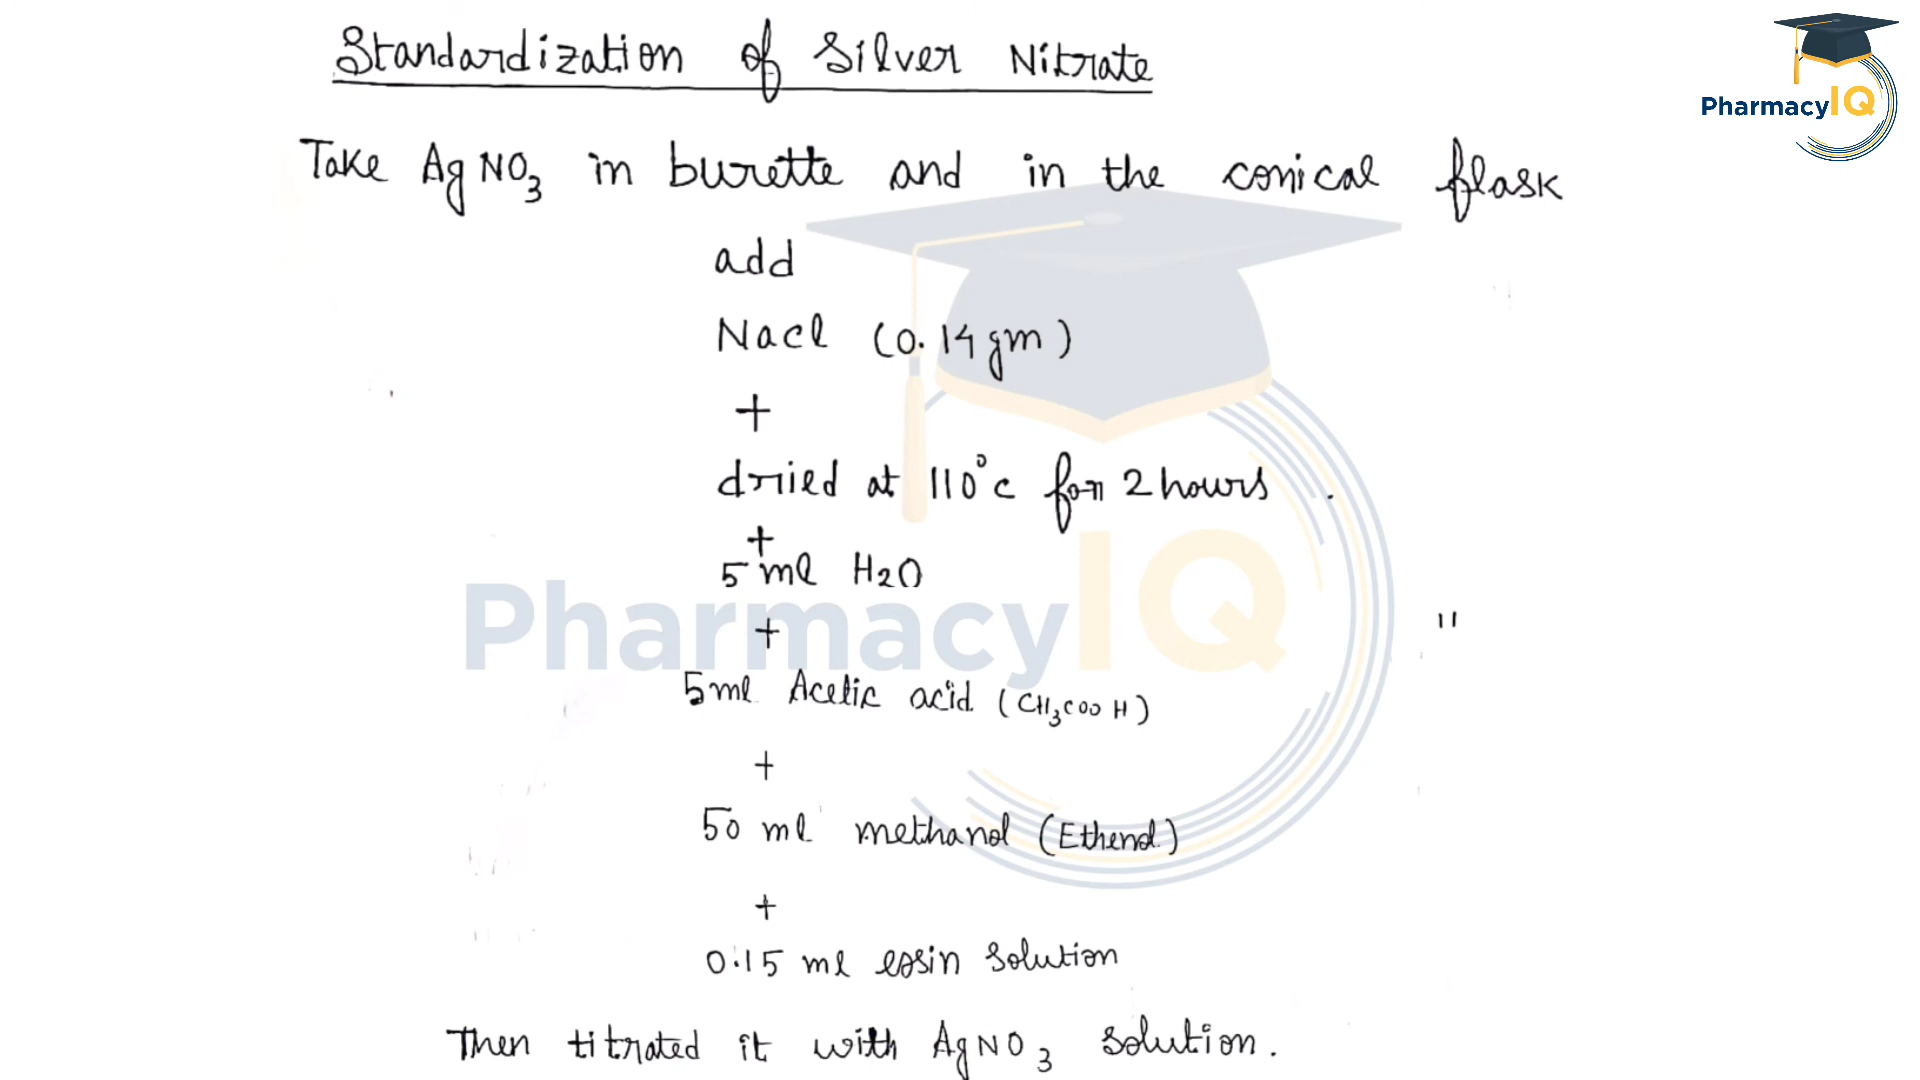 Standardization of Silver Nitrate
PharmacyIQ
Take AgNO3 in burette and in the conical flask
add
Nacl (0.14 gm)
+
dried at 110°c for 2 hours
+
5 ml H2O
PharmacyIQ
+
5ml Acetic acid (CH3COOH)
+
50 ml methanol (Ethenol)
+
0.15 ml eosin solution
Then titrated it with AgNO3 solution.